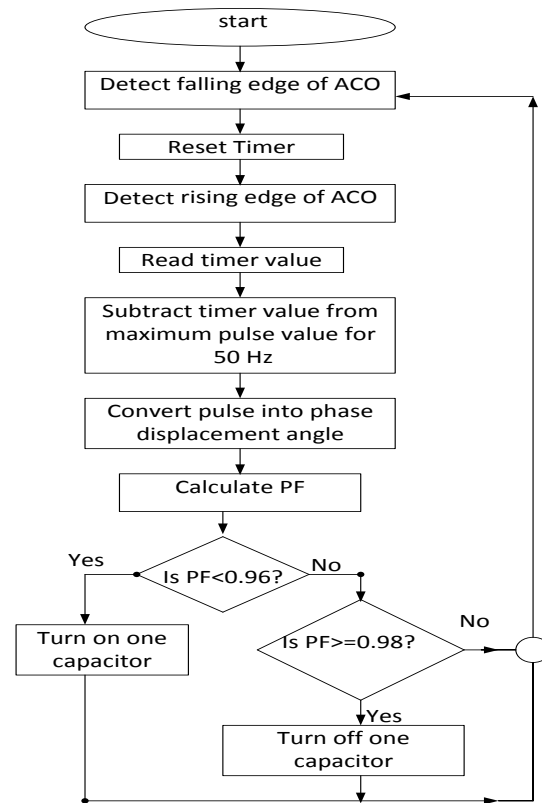 start
Detect falling edge of ACO
Reset Timer
Detect rising edge of ACO
Read timer value
Subtract timer value from
maximum pulse value for
50 Hz
Convert pulse into phase
displacement angle
Calculate PF
Is PF<0.96?
Yes
No
Turn on one
capacitor
Is PF>=0.98?
No
Yes
Turn off one
capacitor